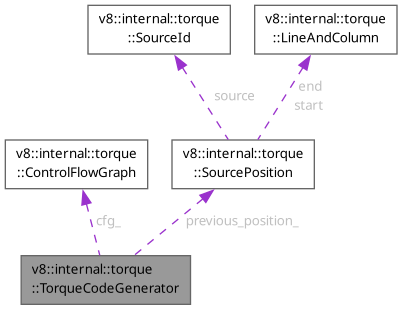 v8::internal::torque
::SourceId
v8::internal::torque
::LineAndColumn
source
end
start
v8::internal::torque
::ControlFlowGraph
v8::internal::torque
::SourcePosition
cfg_
previous_position_
v8::internal::torque
::TorqueCodeGenerator